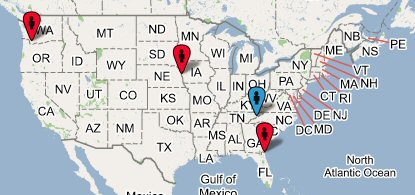 WA
MT
ND
MN
NB
PE
OR
ID
SD
WI
MI
ME
NS
WY
NE
IA
NY
VT
NV
UT
CO
IL
IN
OH
PA
NH
MA
CA
KS
MO
KY
VA
CT
RI
AZ
NM
OK
AR
TN
NC
DE
NJ
MS
AL
GA
SC
DC
MD
TX
LA
FL
North
Atlantic Ocean
Gulf of
Mexico